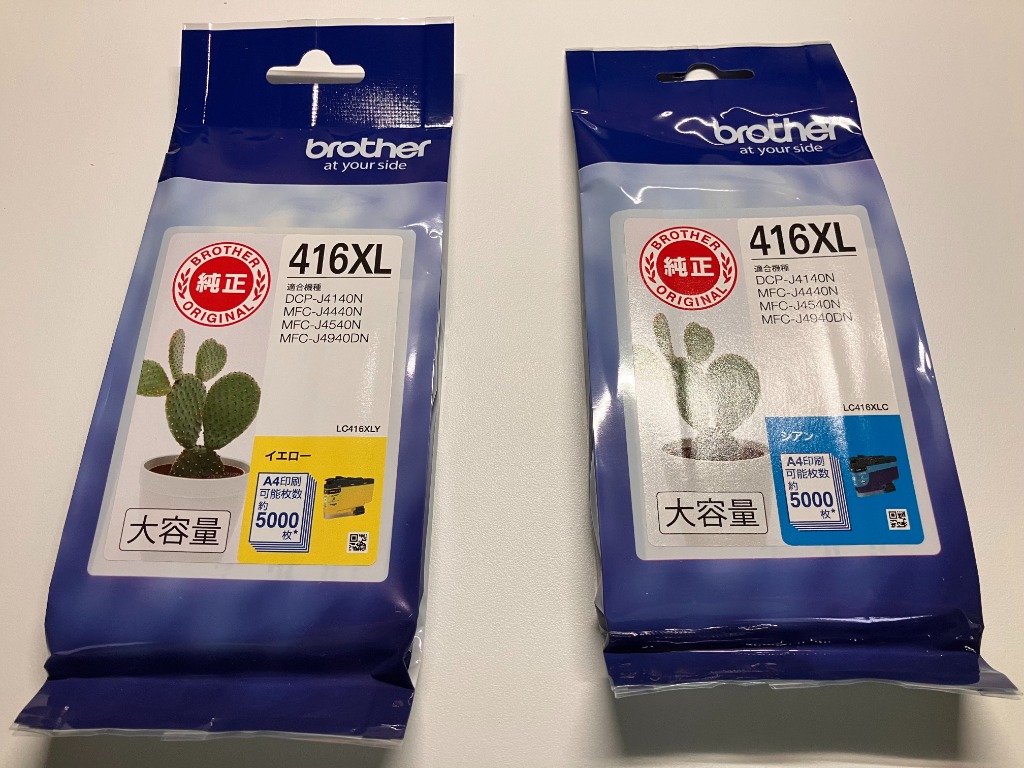 brother
at your side
BROTHER
純正
ORIGINAL
416XL
適合機種
DCP-J4140N
MFC-J4440N
MFC-J4540N
MFC-J4940DN
LC416XLY
イエロー
A4印刷
可能枚数
約
5000
枚*
大容量
brother
at your side
BROTHER
純正
ORIGINAL
416XL
適合機種
DCP-J4140N
MFC-J4440N
MFC-J4540N
MFC-J4940DN
LC416XLC
シアン
A4印刷
可能枚数
約
5000
枚*
大容量